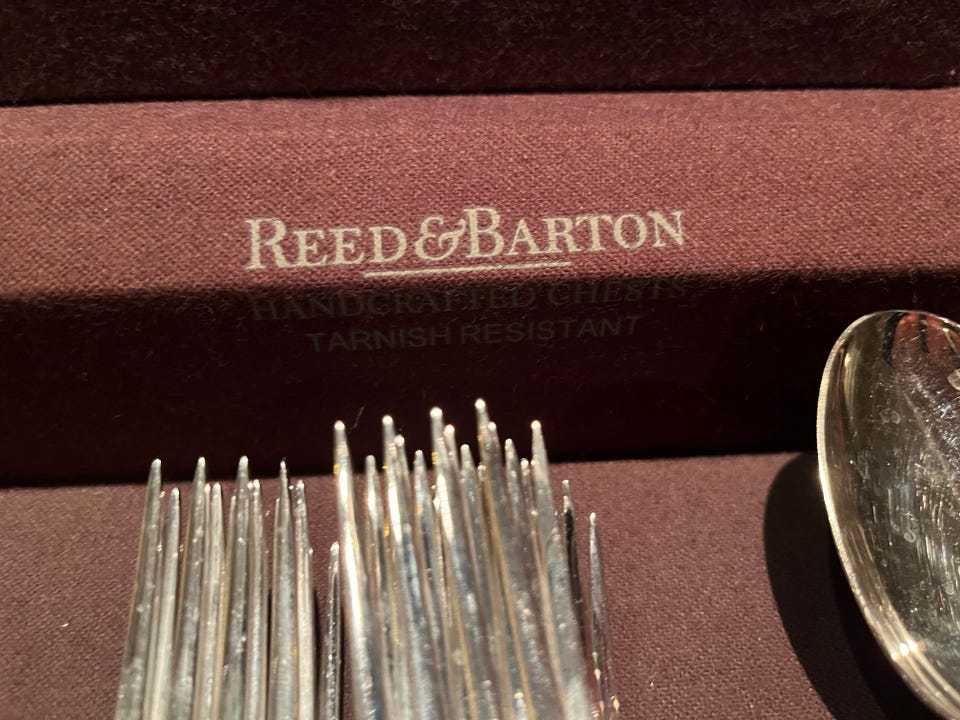 REED & BARTON
HANDCRAFTED CHESTS
TARNISH RESISTANT